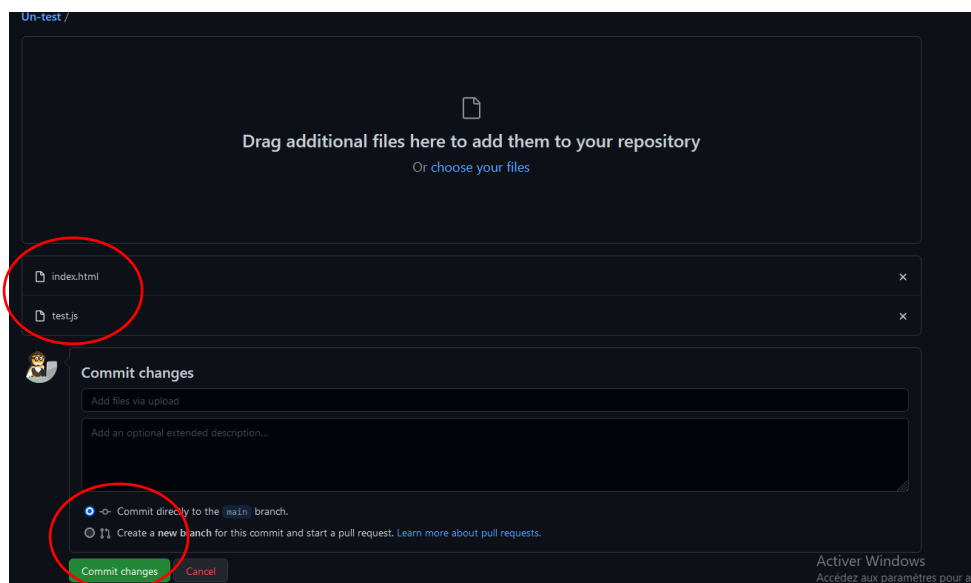 Un-test /
Drag additional files here to add them to your repository
Or choose your files
index.html
test.js
Commit changes
Add files via upload
Add an optional extended description...
Commit directly to the main branch.
Create a new branch for this commit and start a pull request. Learn more about pull requests.
Commit changes Cancel
Activer Windows
Accédez aux paramètres pour a